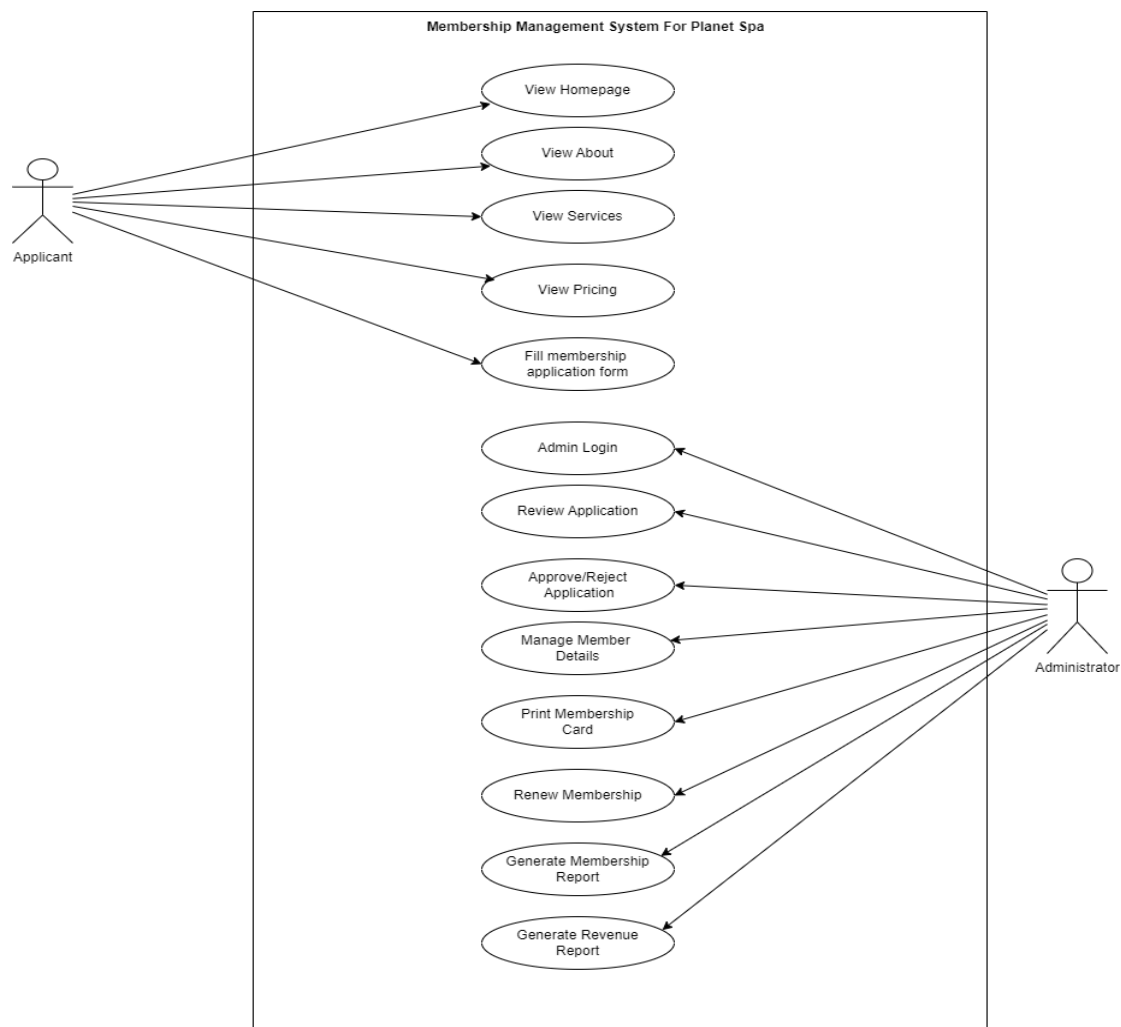 Membership Management System For Planet Spa
View Homepage
View About
View Services
View Pricing
Fill membership
application form
Applicant
Admin Login
Review Application
Approve/Reject
Application
Manage Member
Details
Print Membership
Card
Renew Membership
Generate Membership
Report
Generate Revenue
Report
Administrator